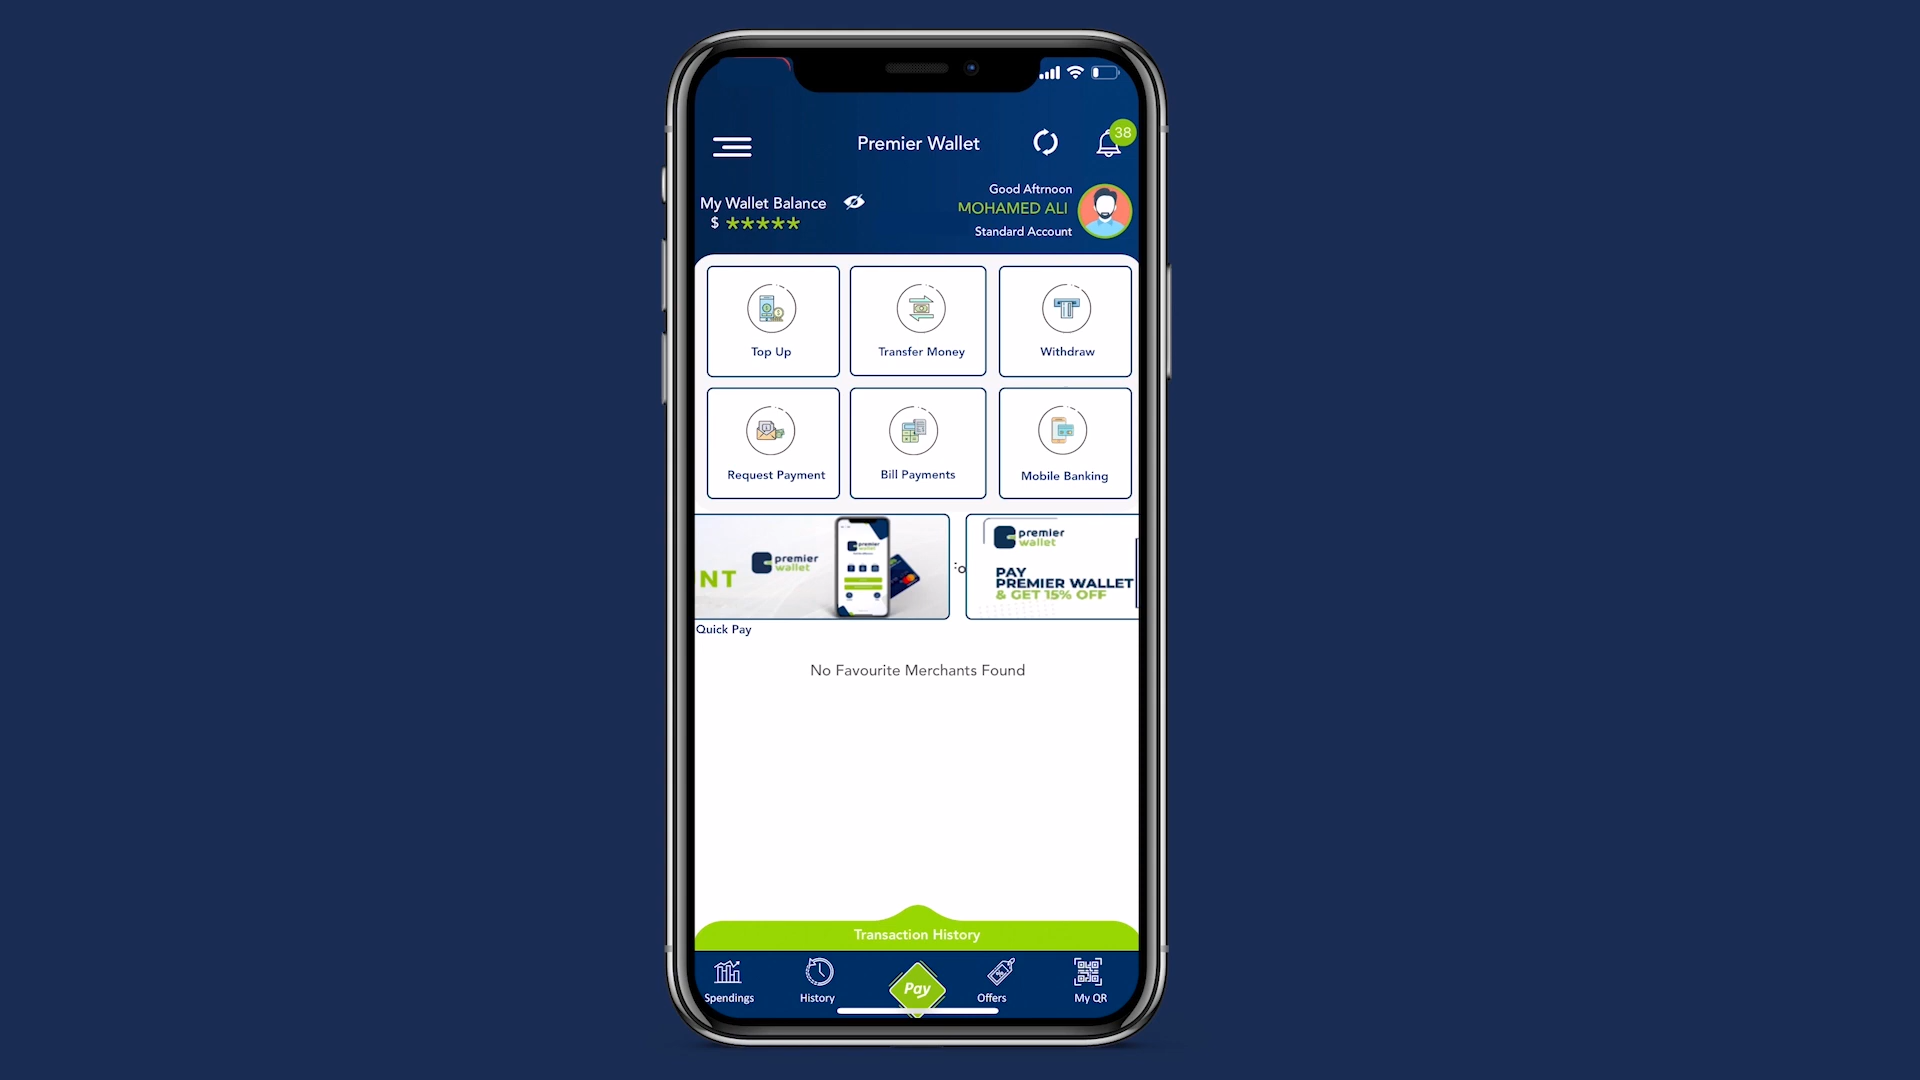 Premier Wallet
38
My Wallet Balance
$ *****
Good Aftrnoon
MOHAMED ALI
Standard Account
Top Up
Transfer Money
Withdraw
Request Payment
Bill Payments
Mobile Banking
NT
premier
wallet
premier
wallet
PAY
PREMIER WALLET
& GET 15% OFF
Quick Pay
No Favourite Merchants Found
Transaction History
Spendings
History
Pay
Offers
My QR